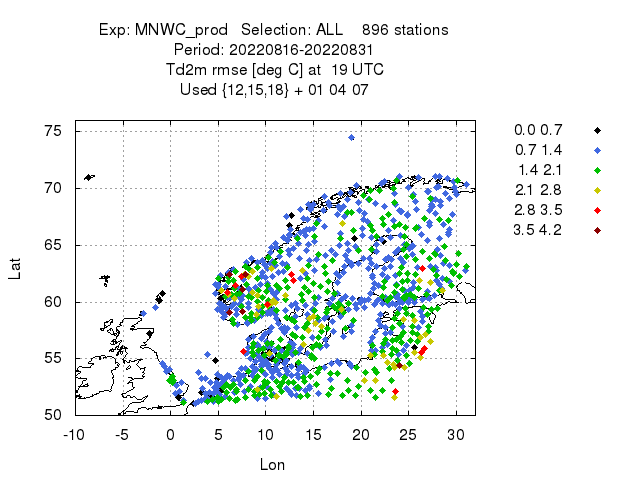 Exp: MNWC_prod   Selection: ALL    896 stations
Period: 20220816-20220831
Td2m rmse [deg C] at  19 UTC
Used {12,15,18} + 01 04 07
0.0 0.7
0.7 1.4
1.4 2.1
2.1 2.8
2.8 3.5
3.5 4.2
75
70
65
60
55
50
Lat
-10 -5 0 5 10 15 20 25 30
Lon